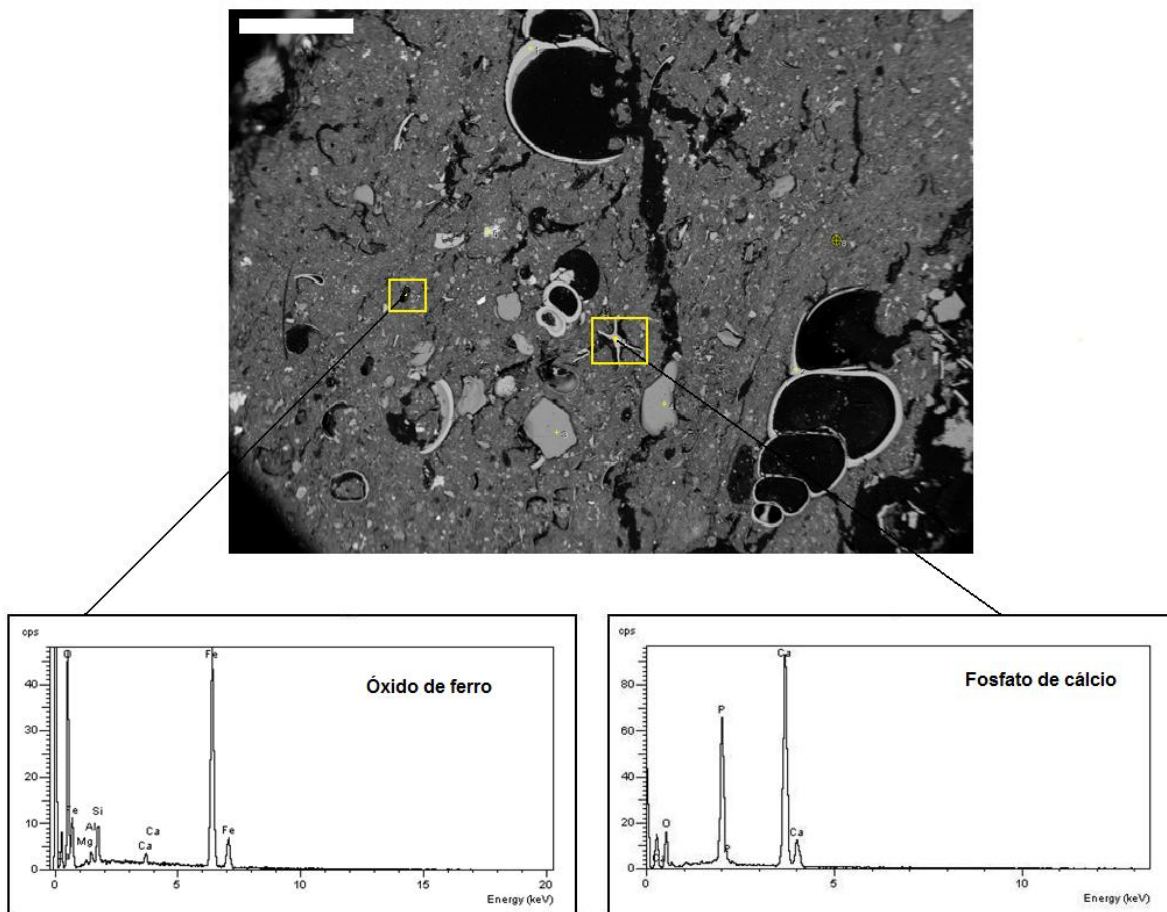 cps
Óxido de ferro
40
30
20
10
0
O
Fe
Mg
Al
Si
Ca
Ca
Fe
Fe
0
5
10
15
20
Energy (keV)
cps
Fosfato de cálcio
80
60
40
20
0
O
P
P
Ca
Ca
0
5
10
Energy (keV)